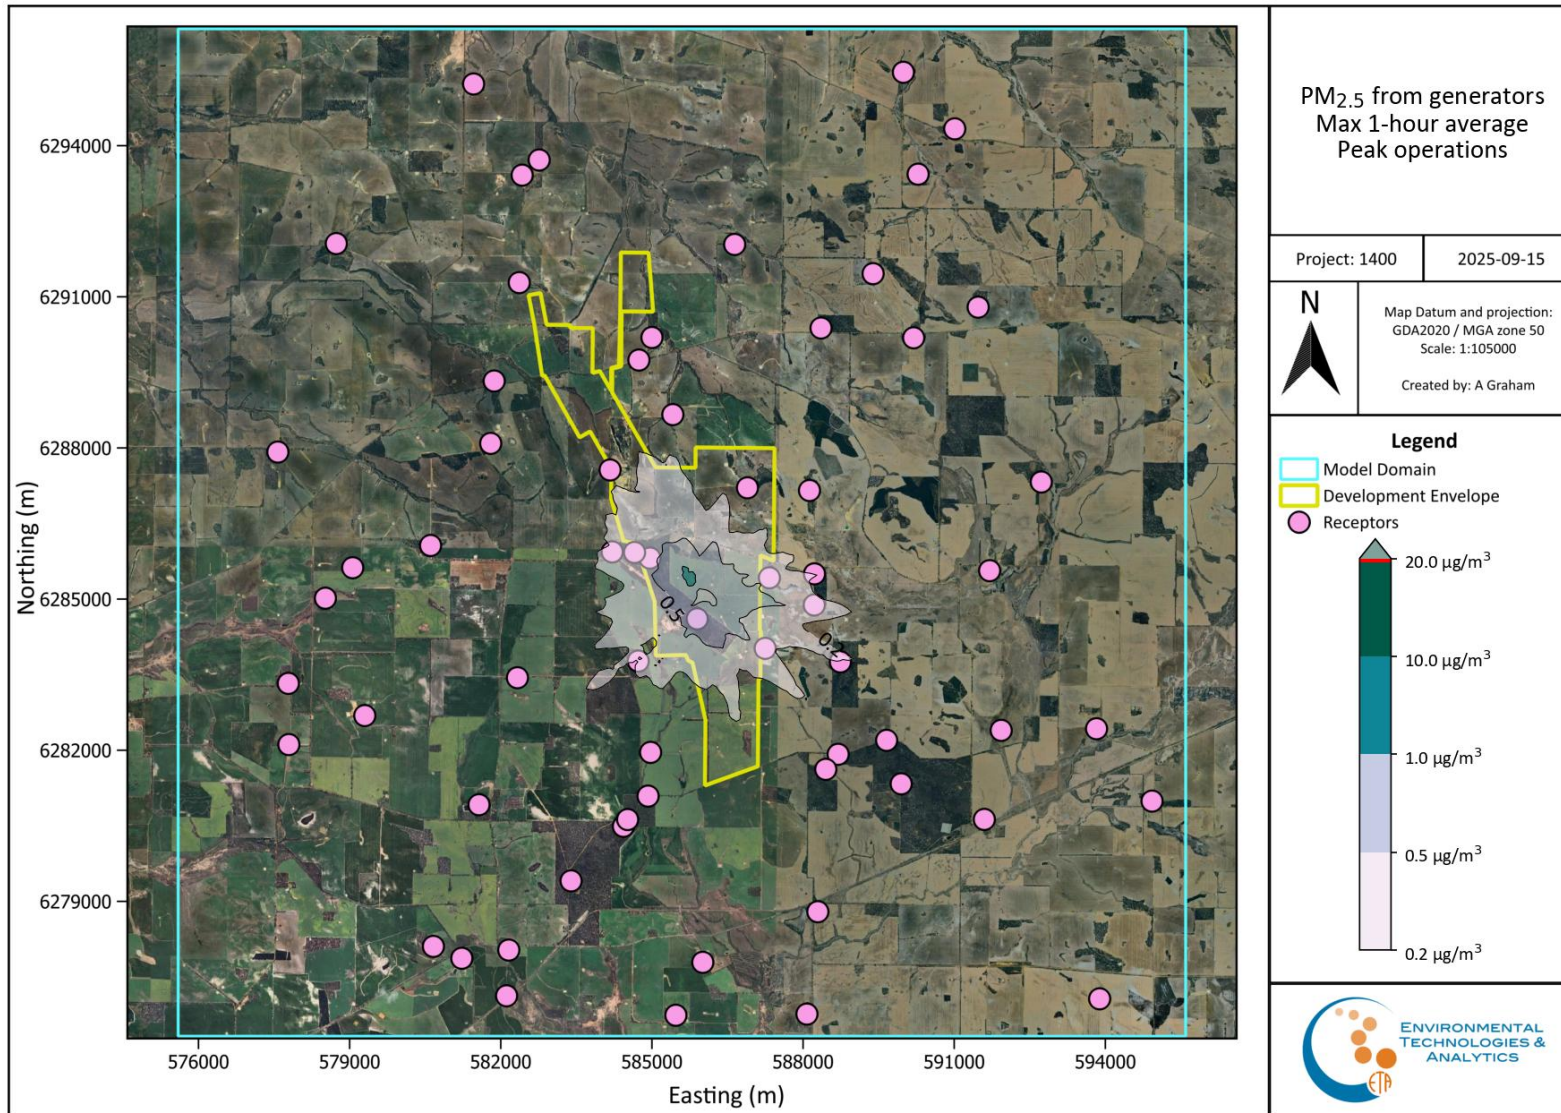 PM2.5 from generators
Max 1-hour average
Peak operations
Project: 1400
2025-09-15
N
Map Datum and projection:
GDA2020 / MGA zone 50
Scale: 1:105000
Created by: A Graham
Legend
Model Domain
Development Envelope
Receptors
20.0 µg/m3
10.0 µg/m3
1.0 µg/m3
0.5 µg/m3
0.2 µg/m3
ENVIRONMENTAL
TECHNOLOGIES &
ANALYTICS
ETA
Northing (m)
6294000
6291000
6288000
6285000
6282000
6279000
0.5
576000
579000
582000
585000
588000
591000
594000
Easting (m)